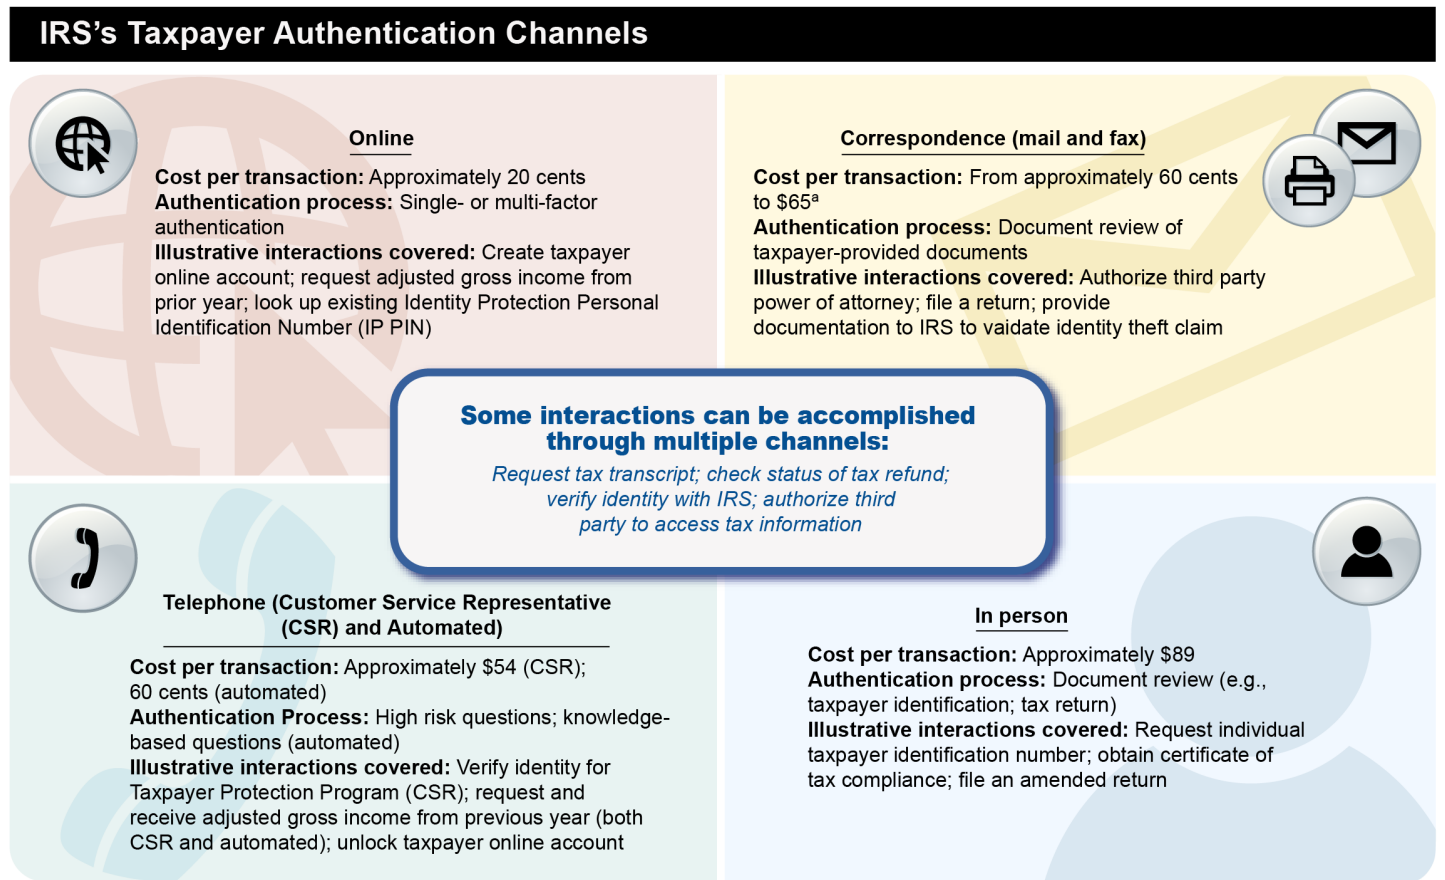 IRS’s Taxpayer Authentication Channels
Online
Cost per transaction: Approximately 20 cents
Authentication process: Single- or multi-factor
authentication
Illustrative interactions covered: Create taxpayer
online account; request adjusted gross income from
prior year; look up existing Identity Protection Personal
Identification Number (IP PIN)
Correspondence (mail and fax)
Cost per transaction: From approximately 60 cents
to $65ª
Authentication process: Document review of
taxpayer-provided documents
Illustrative interactions covered: Authorize third party
power of attorney; file a return; provide
documentation to IRS to vaidate identity theft claim
Some interactions can be accomplished
through multiple channels:
Request tax transcript; check status of tax refund;
verify identity with IRS; authorize third
party to access tax information
Telephone (Customer Service Representative
(CSR) and Automated)
Cost per transaction: Approximately $54 (CSR);
60 cents (automated)
Authentication Process: High risk questions; knowledge-
based questions (automated)
Illustrative interactions covered: Verify identity for
Taxpayer Protection Program (CSR); request and
receive adjusted gross income from previous year (both
CSR and automated); unlock taxpayer online account
In person
Cost per transaction: Approximately $89
Authentication process: Document review (e.g.,
taxpayer identification; tax return)
Illustrative interactions covered: Request individual
taxpayer identification number; obtain certificate of
tax compliance; file an amended return